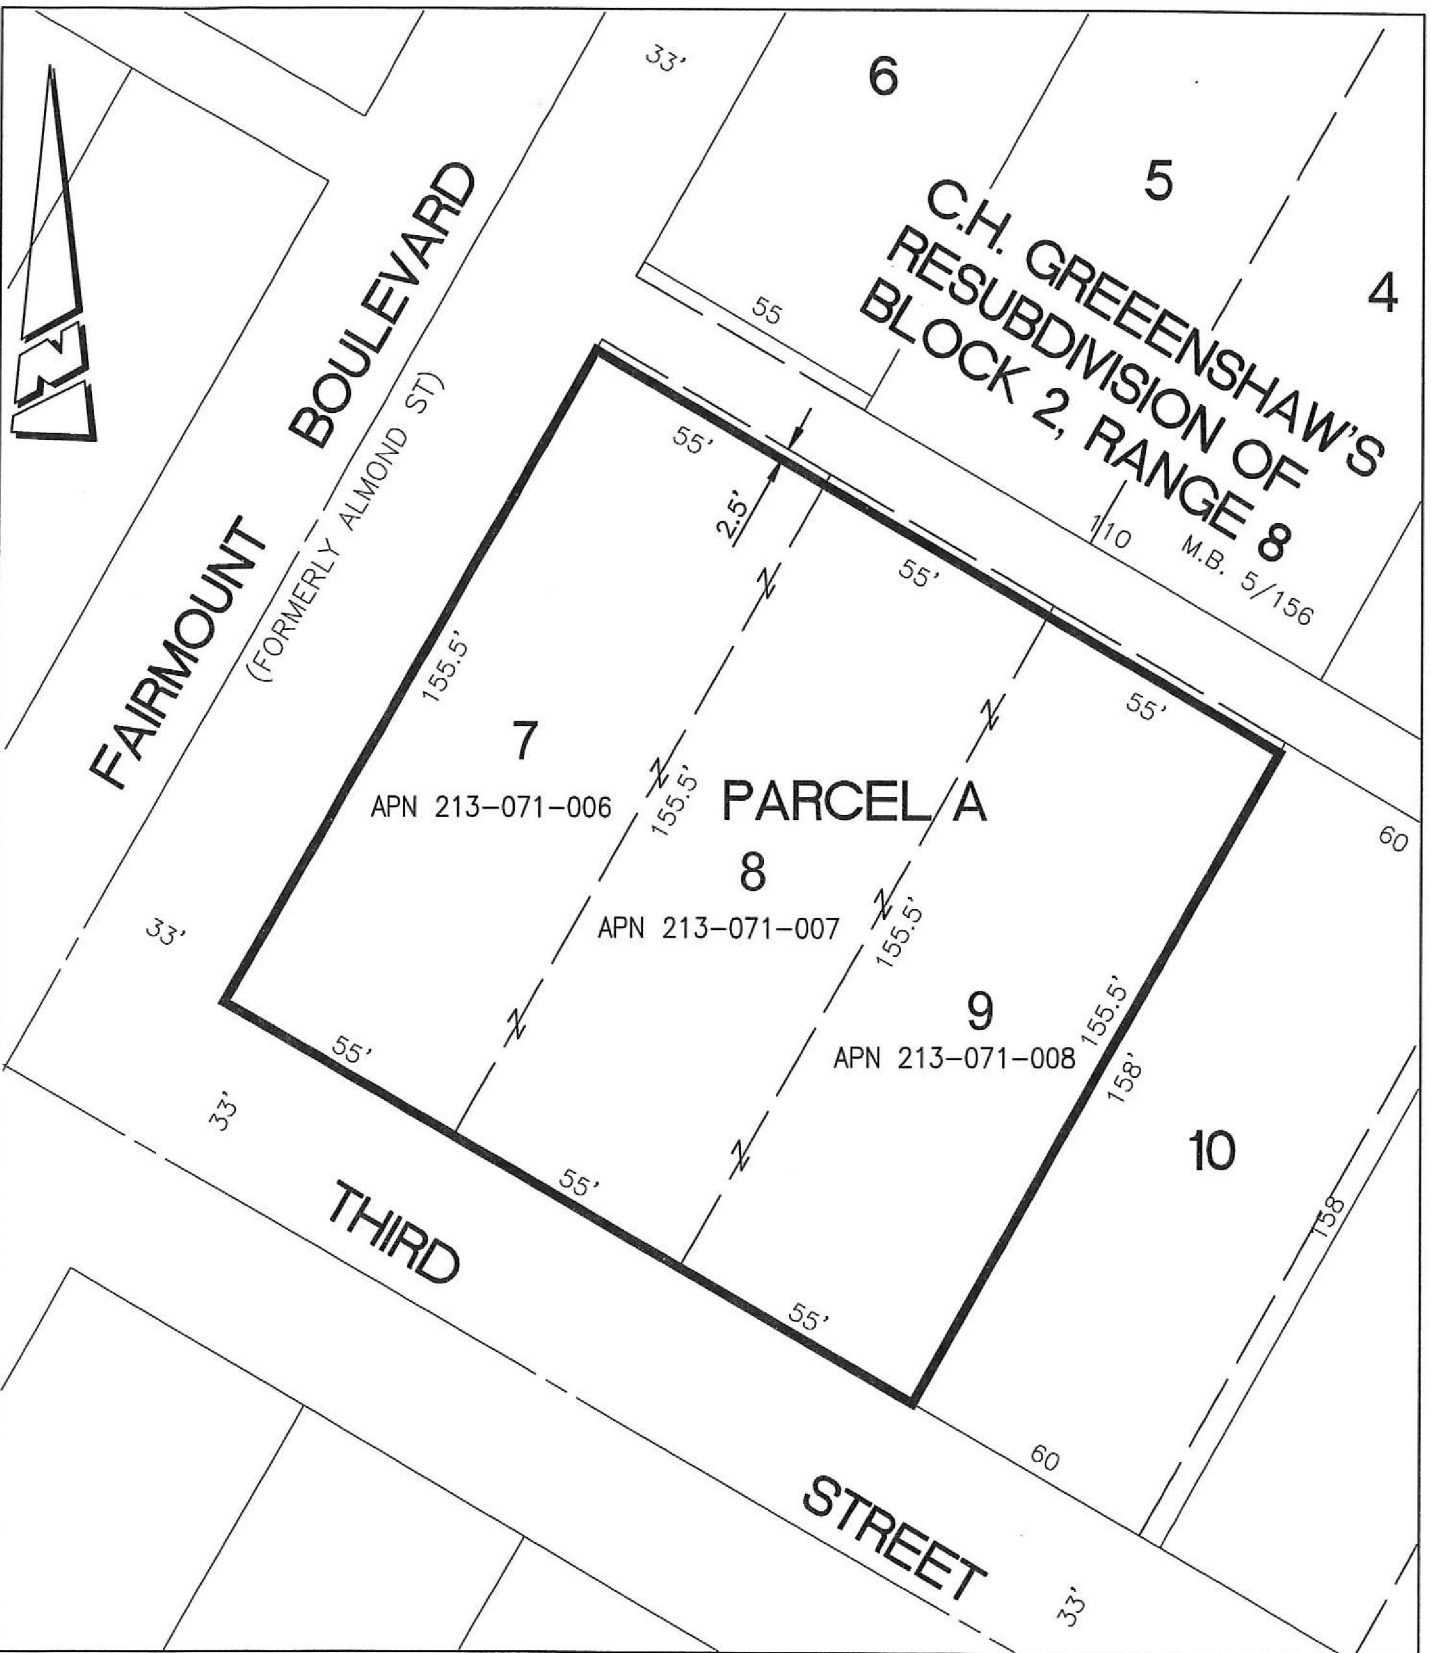 33'
6
5
4
C.H. GREEENSHAW'S
RESUBDIVISION OF
BLOCK 2, RANGE 8
M.B. 5/156
FAIRMOUNT BOULEVARD
(FORMERLY ALMOND ST)
55
110
60
55'
2.5'
55'
55'
155.5'
7
APN 213-071-006
155.5'
PARCEL A
8
APN 213-071-007
155.5'
9
APN 213-071-008
155.5'
158'
10
158
33'
33'
55'
55'
55'
60
THIRD STREET
33'